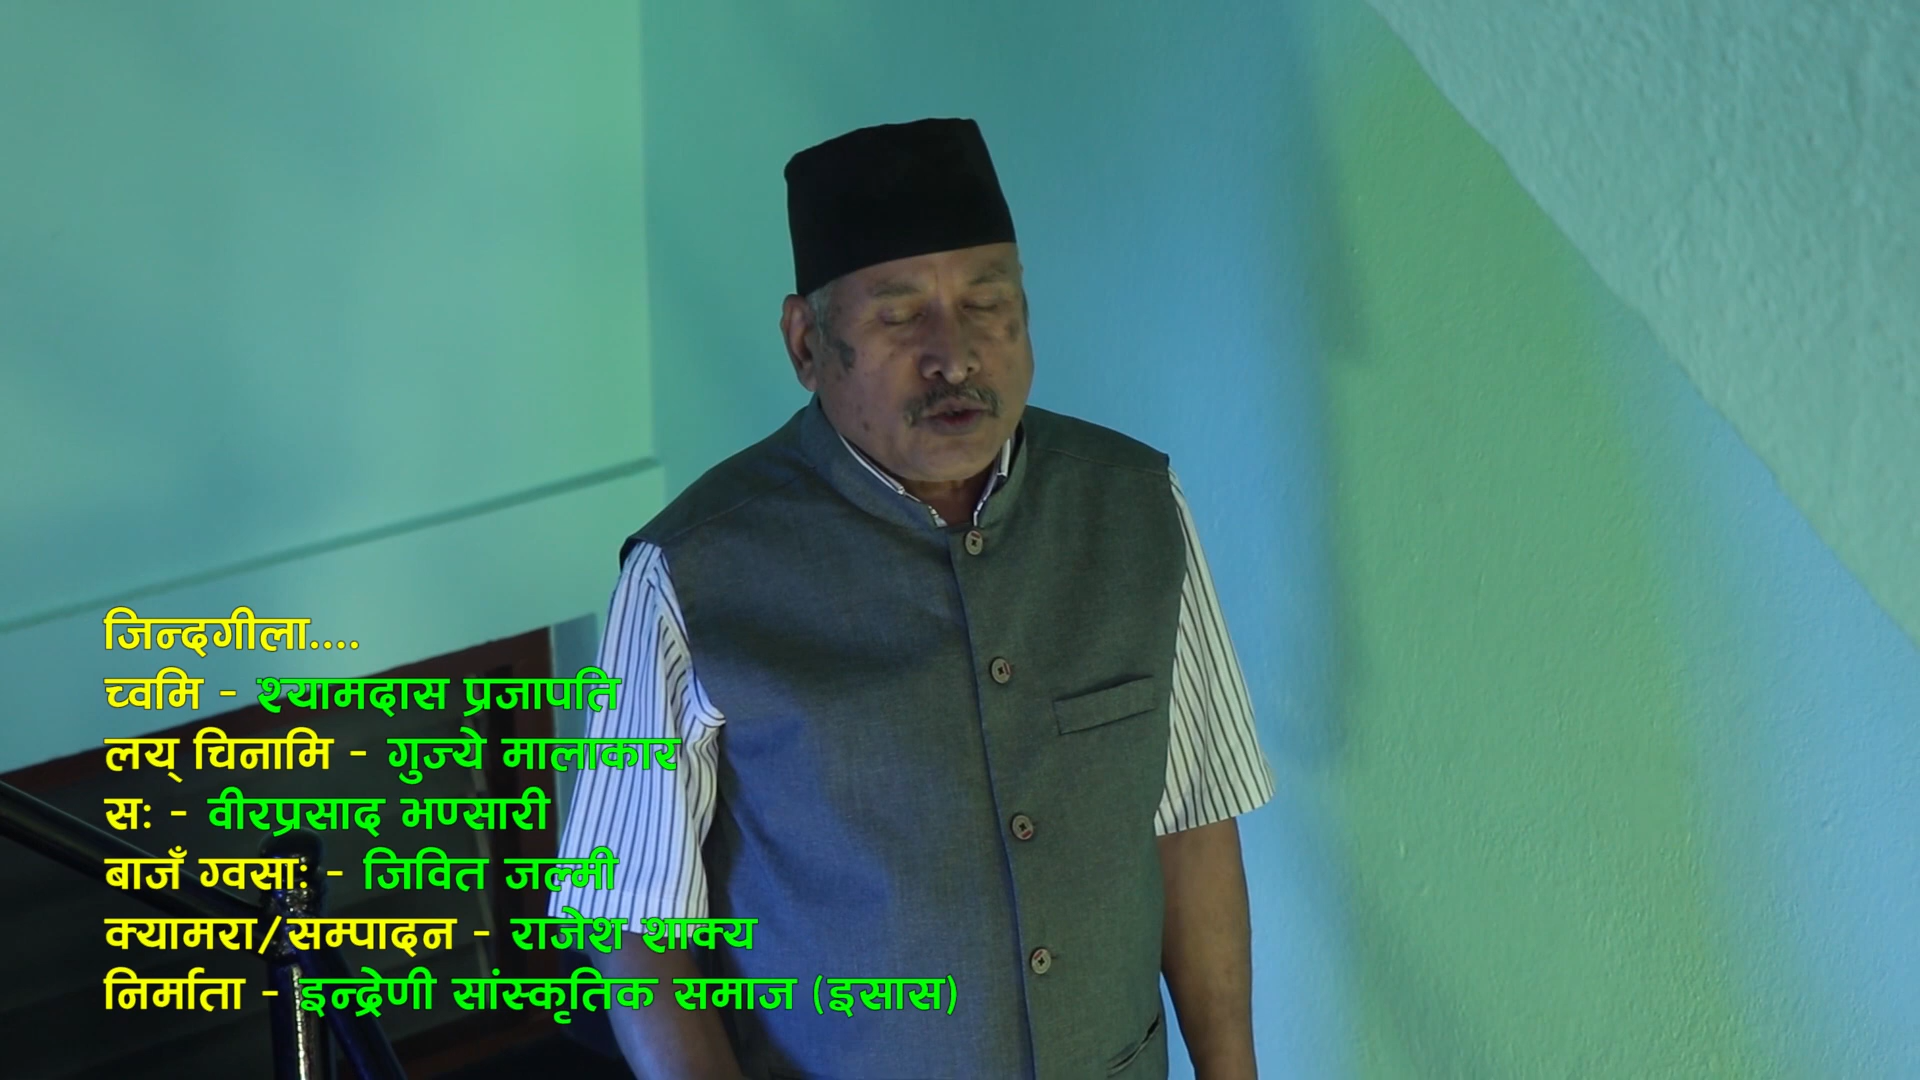 जिन्दगीला....
च्वमि - श्यामदास प्रजापति
लय् चिनामि - गुज्ये मालाकार
सः - वीरप्रसाद भण्सारी
बाजँ ग्वसाः - जिवित जल्मी
क्यामरा/सम्पादन - राजेश शाक्य
निर्माता - इन्द्रेणी सांस्कृतिक समाज (इसास)